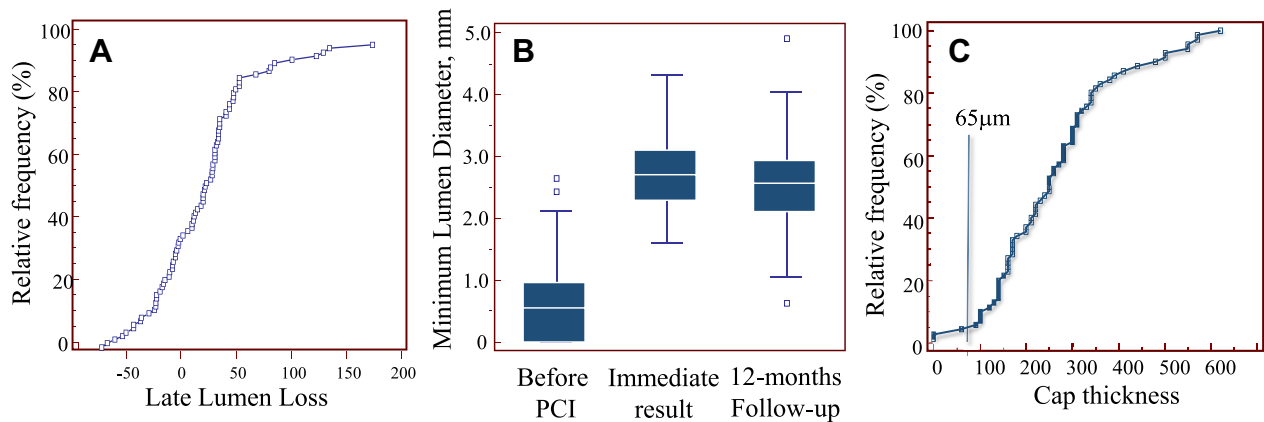 A
Relative frequency (%)
100
80
60
40
20
0
-50
0
50
100
150
200
Late Lumen Loss
B
Minimum Lumen Diameter, mm
5.0
4.0
3.0
2.0
1.0
0
Before
PCI
Immediate
result
12-months
Follow-up
C
Relative frequency (%)
100
80
60
40
20
0
65μm
0
100
200
300
400
500
600
Cap thickness